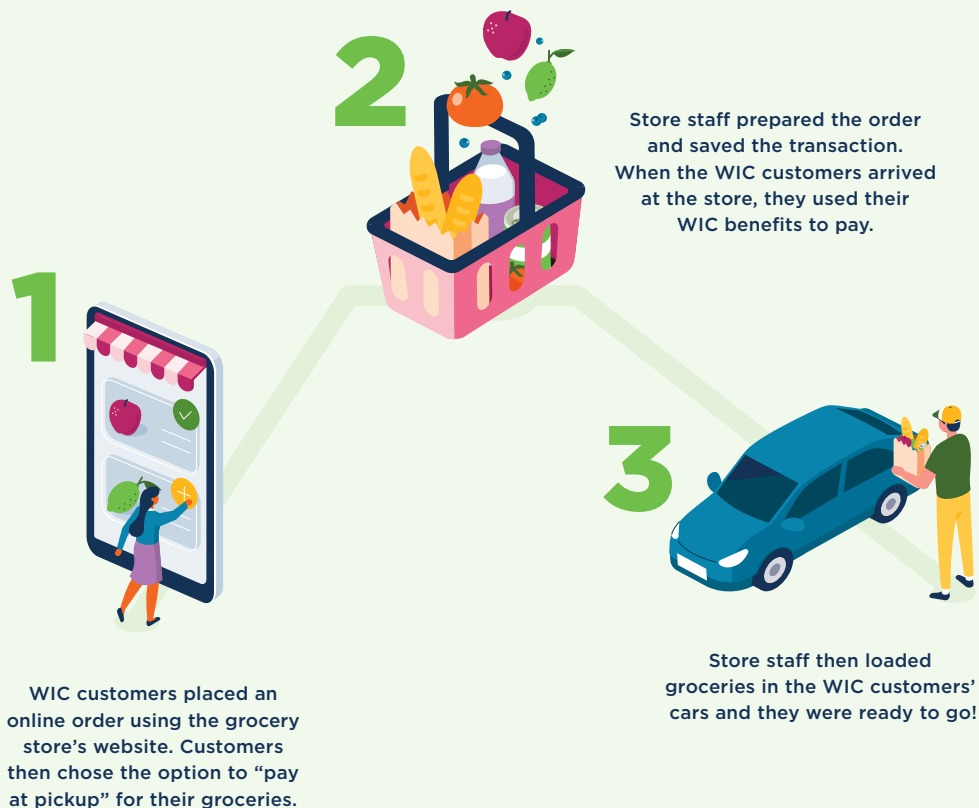 1
WIC customers placed an
online order using the grocery
store’s website. Customers
then chose the option to “pay
at pickup” for their groceries.
2
Store staff prepared the order
and saved the transaction.
When the WIC customers arrived
at the store, they used their
WIC benefits to pay.
3
Store staff then loaded
groceries in the WIC customers’
cars and they were ready to go!